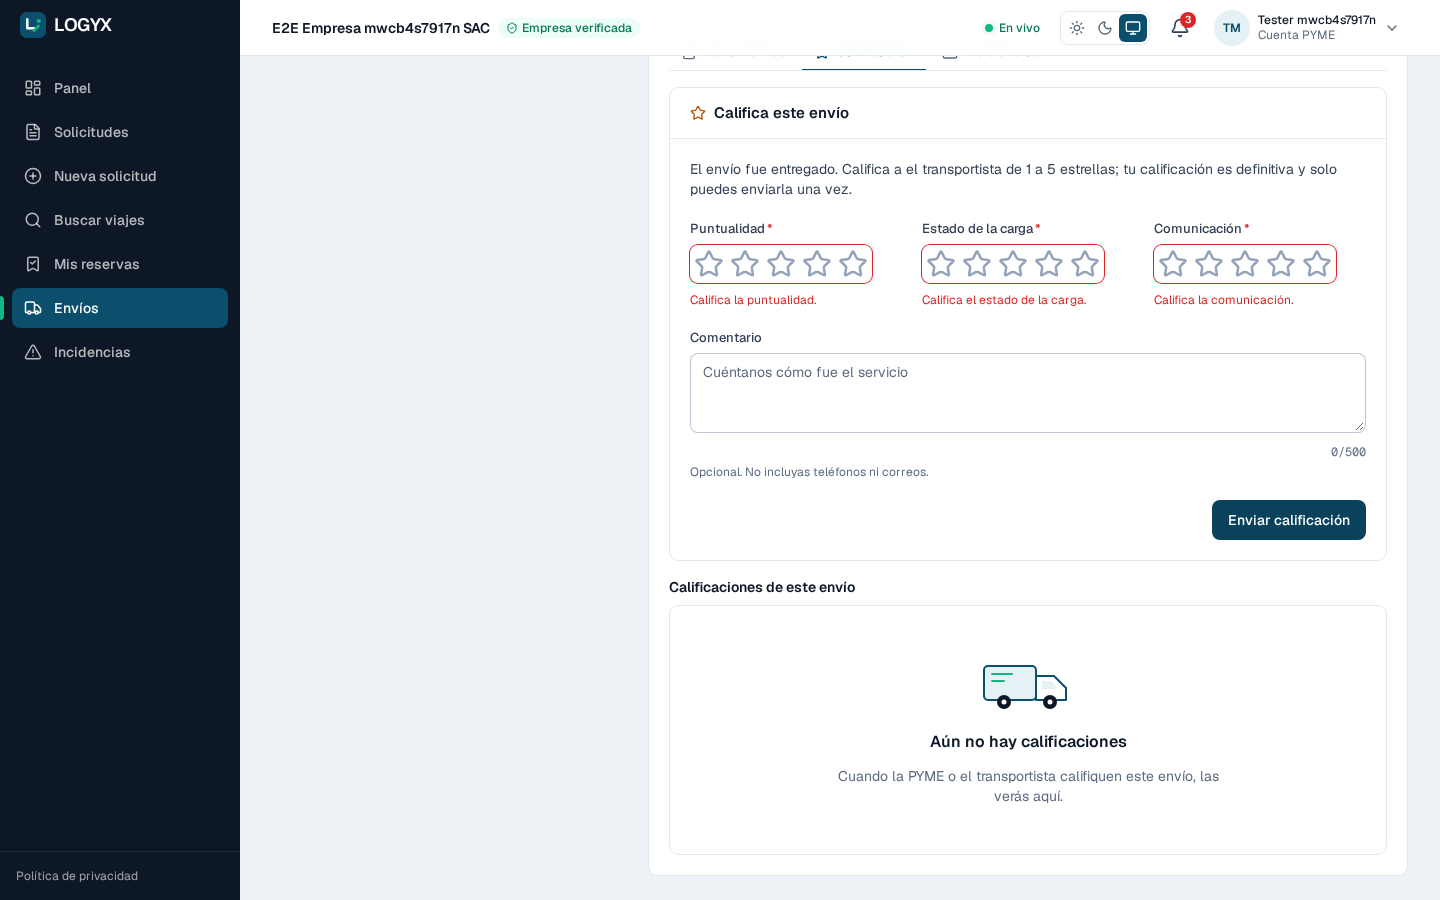 LOGYX
E2E Empresa mwcb4s7917n SAC
Empresa verificada
En vivo
3
TM
Tester mwcb4s7917n
Cuenta PYME
Panel
Solicitudes
Nueva solicitud
Buscar viajes
Mis reservas
Envíos
Incidencias
Política de privacidad
Califica este envío
El envío fue entregado. Califica a el transportista de 1 a 5 estrellas; tu calificación es definitiva y solo
puedes enviarla una vez.
Puntualidad * Estado de la carga * Comunicación *
Califica la puntualidad. Califica el estado de la carga. Califica la comunicación.
Comentario
Cuéntanos cómo fue el servicio
0/500
Opcional. No incluyas teléfonos ni correos.
Enviar calificación
Calificaciones de este envío
Aún no hay calificaciones
Cuando la PYME o el transportista califiquen este envío, las
verás aquí.